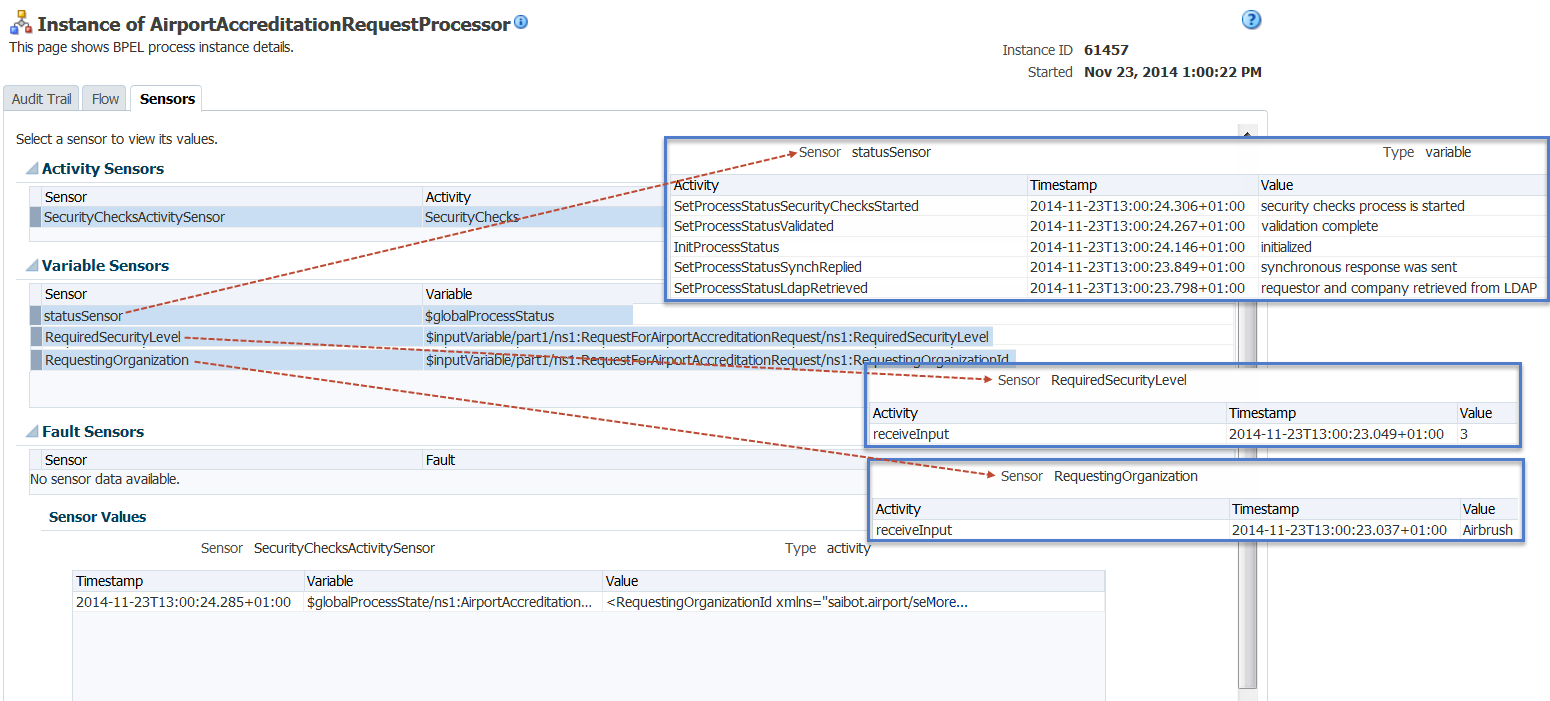 Instance of AirportAccreditationRequestProcessor
This page shows BPEL process instance details.
Instance ID 61457
Started Nov 23, 2014 1:00:22 PM
Audit Trail Flow Sensors
Select a sensor to view its values.
Activity Sensors
Sensor Activity
SecurityChecksActivitySensor SecurityChecks
Variable Sensors
Sensor Variable
statusSensor $globalProcessStatus
RequiredSecurityLevel $inputVariable/part1/ns1:RequestForAirportAccreditationRequest/ns1:RequiredSecurityLevel
RequestingOrganization $inputVariable/part1/ns1:RequestForAirportAccreditationRequest/ns1:RequestingOrganizationId
Fault Sensors
Sensor Fault
No sensor data available.
Sensor Values
Sensor SecurityChecksActivitySensor Type activity
Timestamp Variable Value
2014-11-23T13:00:24.285+01:00 $globalProcessState/ns1:AirportAccreditation... <RequestingOrganizationId xmlns="saibot.airport/seMore...
Sensor statusSensor Type variable
Activity Timestamp Value
SetProcessStatusSecurityChecksStarted 2014-11-23T13:00:24.306+01:00 security checks process is started
SetProcessStatusValidated 2014-11-23T13:00:24.267+01:00 validation complete
InitProcessStatus 2014-11-23T13:00:24.146+01:00 initialized
SetProcessStatusSynchReplied 2014-11-23T13:00:23.849+01:00 synchronous response was sent
SetProcessStatusLdapRetrieved 2014-11-23T13:00:23.798+01:00 requestor and company retrieved from LDAP
Sensor RequiredSecurityLevel
Activity Timestamp Value
receiveInput 2014-11-23T13:00:23.049+01:00 3
Sensor RequestingOrganization
Activity Timestamp Value
receiveInput 2014-11-23T13:00:23.037+01:00 Airbrush